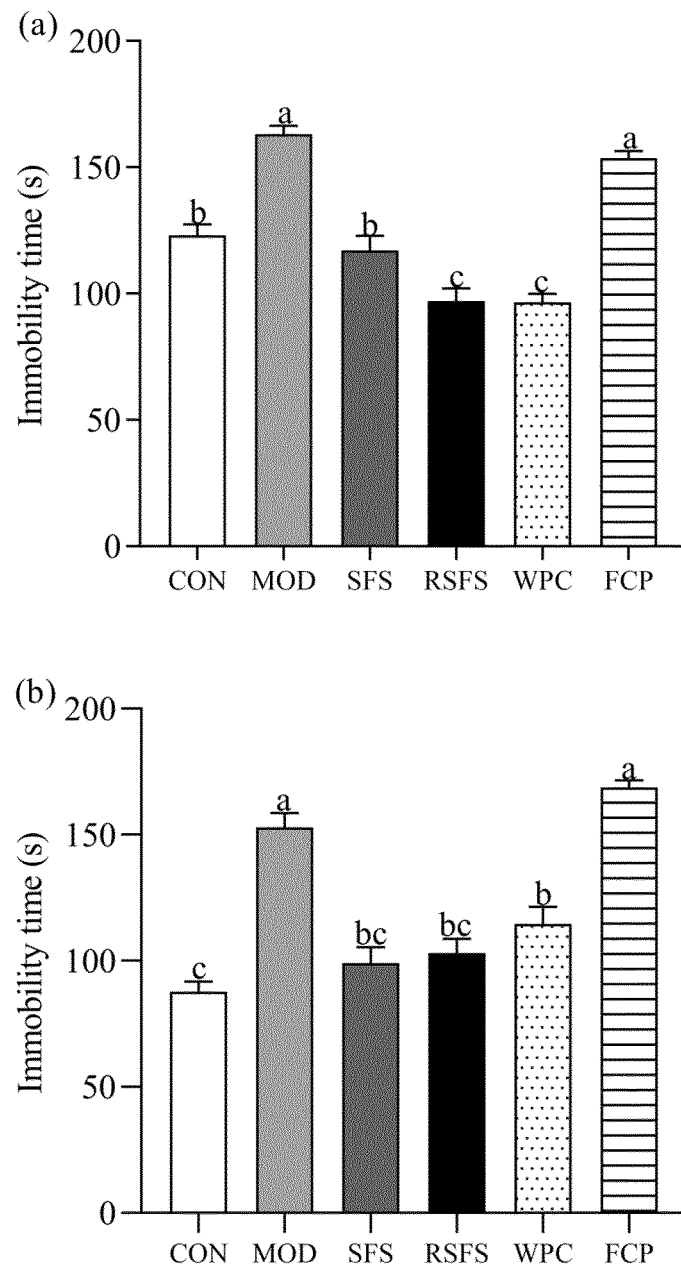 (a)
200
150
100
50
0
Immobility time (s)
b
a
b
c
c
a
CON MOD SFS RSFS WPC FCP
(b)
200
150
100
50
0
Immobility time (s)
c
a
bc
bc
b
a
CON MOD SFS RSFS WPC FCP